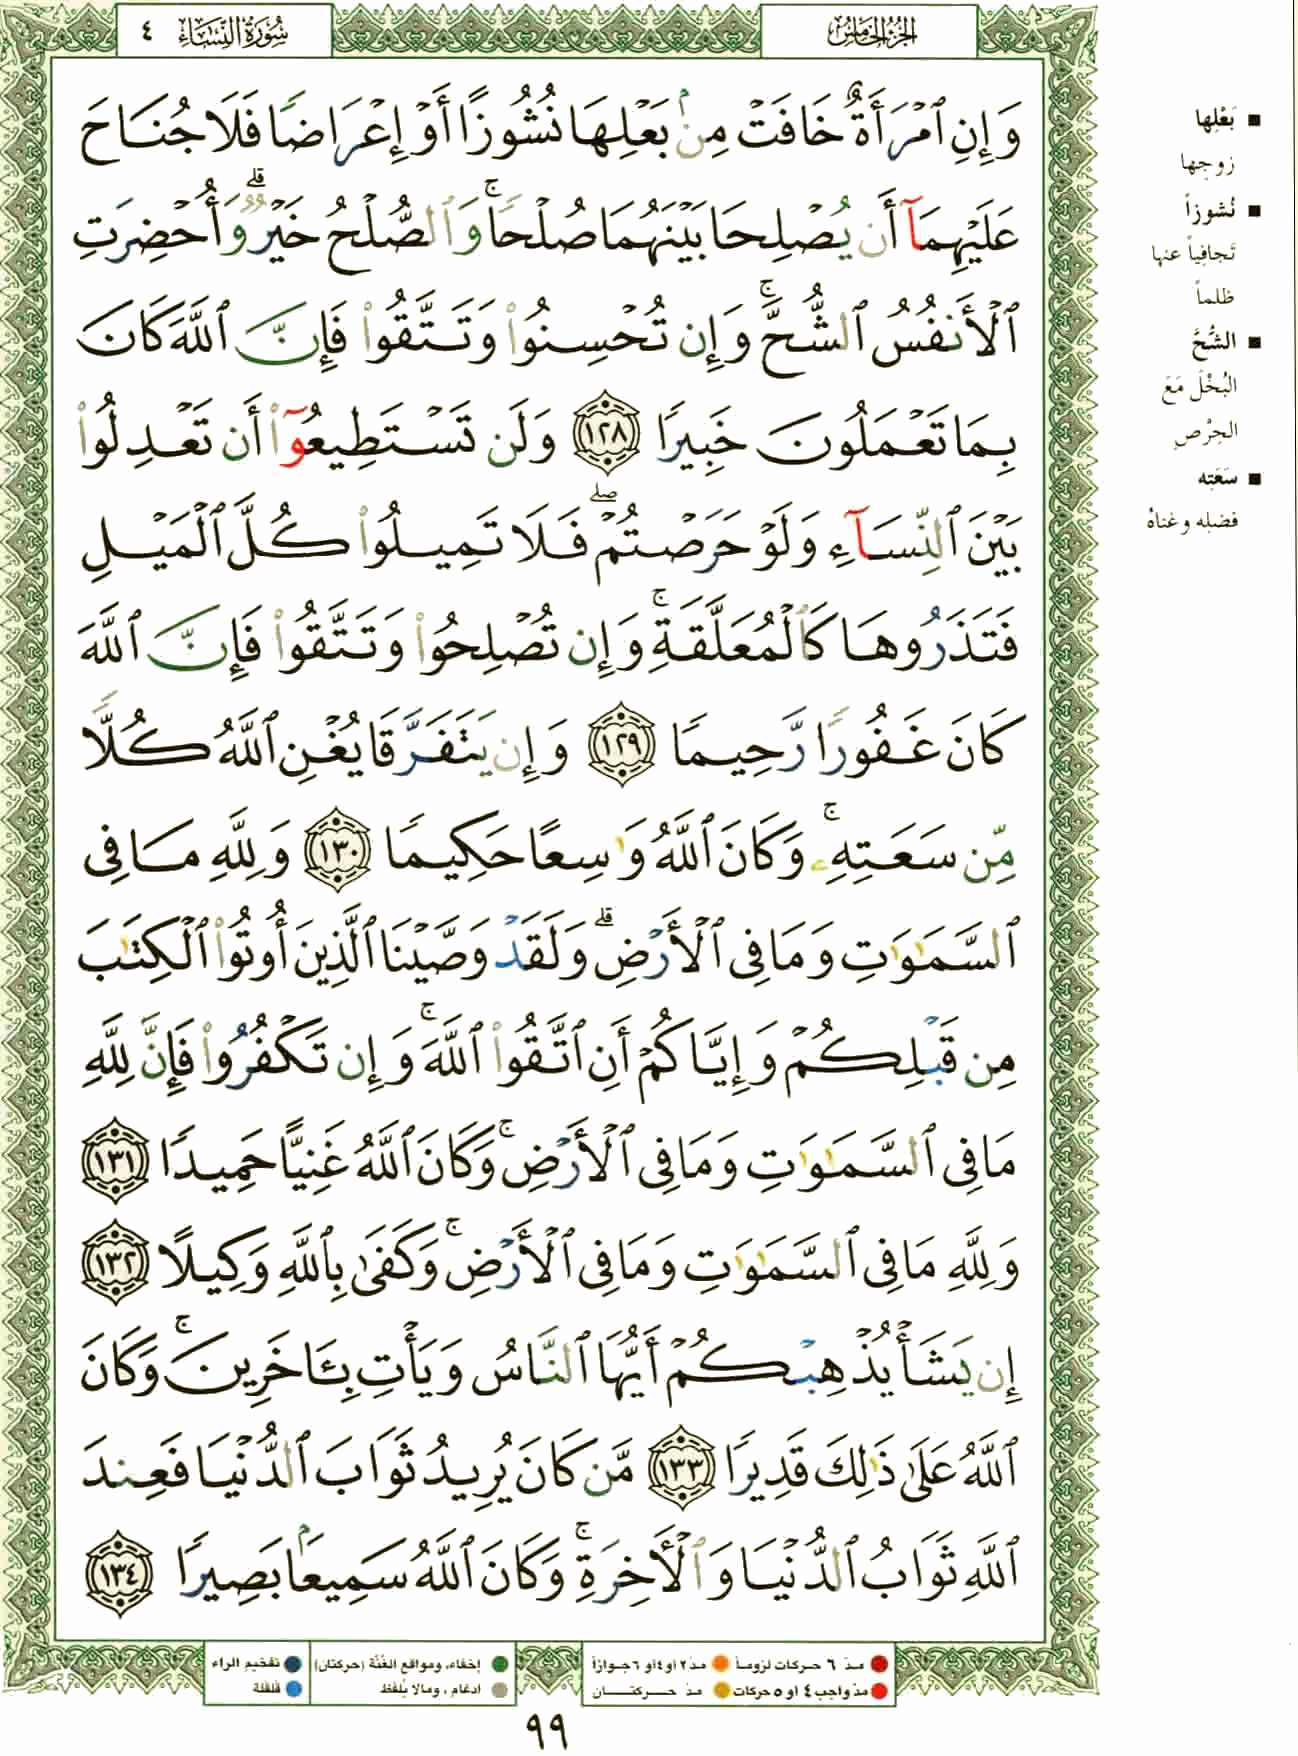 الجزء الخامس
سورة النساء ٤
وَإِنِ ٱمْرَأَةٌ خَافَتْ مِنۢ بَعْلِهَا نُشُوزًا أَوْ إِعْرَاضًا فَلَا جُنَاحَ
عَلَيْهِمَآ أَن يُصْلِحَا بَيْنَهُمَا صُلْحًا ۚ وَٱلصُّلْحُ خَيْرٌ ۗ وَأُحْضِرَتِ
ٱلْأَنفُسُ ٱلشُّحَّ ۚ وَإِن تُحْسِنُوا۟ وَتَتَّقُوا۟ فَإِنَّ ٱللَّهَ كَانَ
بِمَا تَعْمَلُونَ خَبِيرًا ١٢٨ وَلَن تَسْتَطِيعُوٓا۟ أَن تَعْدِلُوا۟
بَيْنَ ٱلنِّسَآءِ وَلَوْ حَرَصْتُمْ ۖ فَلَا تَمِيلُوا۟ كُلَّ ٱلْمَيْلِ
فَتَذَرُوهَا كَٱلْمُعَلَّقَةِ ۚ وَإِن تُصْلِحُوا۟ وَتَتَّقُوا۟ فَإِنَّ ٱللَّهَ
كَانَ غَفُورًا رَّحِيمًا ١٢٩ وَإِن يَتَفَرَّقَا يُغْنِ ٱللَّهُ كُلًّا
مِّن سَعَتِهِۦ ۚ وَكَانَ ٱللَّهُ وَٰسِعًا حَكِيمًا ١٣٠ وَلِلَّهِ مَا فِى
ٱلسَّمَٰوَٰتِ وَمَا فِى ٱلْأَرْضِ ۗ وَلَقَدْ وَصَّيْنَا ٱلَّذِينَ أُوتُوا۟ ٱلْكِتَٰبَ
مِن قَبْلِكُمْ وَإِيَّاكُمْ أَنِ ٱتَّقُوا۟ ٱللَّهَ ۚ وَإِن تَكْفُرُوا۟ فَإِنَّ لِلَّهِ
مَا فِى ٱلسَّمَٰوَٰتِ وَمَا فِى ٱلْأَرْضِ ۚ وَكَانَ ٱللَّهُ غَنِيًّا حَمِيدًا ١٣١
وَلِلَّهِ مَا فِى ٱلسَّمَٰوَٰتِ وَمَا فِى ٱلْأَرْضِ ۚ وَكَفَىٰ بِٱللَّهِ وَكِيلًا ١٣٢
إِن يَشَأْ يُذْهِبْكُمْ أَيُّهَا ٱلنَّاسُ وَيَأْتِ بِـَٔاخَرِينَ ۚ وَكَانَ
ٱللَّهُ عَلَىٰ ذَٰلِكَ قَدِيرًا ١٣٣ مَّن كَانَ يُرِيدُ ثَوَابَ ٱلدُّنْيَا فَعِندَ
ٱللَّهِ ثَوَابُ ٱلدُّنْيَا وَٱلْـَٔاخِرَةِ ۚ وَكَانَ ٱللَّهُ سَمِيعًۢا بَصِيرًا ١٣٤
■ بَعْلِها
زوجها
■ نُشوزاً
تَجافِياً عنها
ظلماً
■ الشُّحَّ
البُخْلَ مَعَ
الحِرْصِ
■ سَعَتِه
فضلِه وغناهُ
مدّ ٦ حركات لزوماً مدّ ٢ أو ٤ أو ٦ جوازاً إخفاء، ومواقع الغُنَّة (حركتان) تفخيم الراء
مدّ واجب ٤ أو ٥ حركات مدّ حركتان ادغام، ومالا يُلفظ قلقلة
٩٩